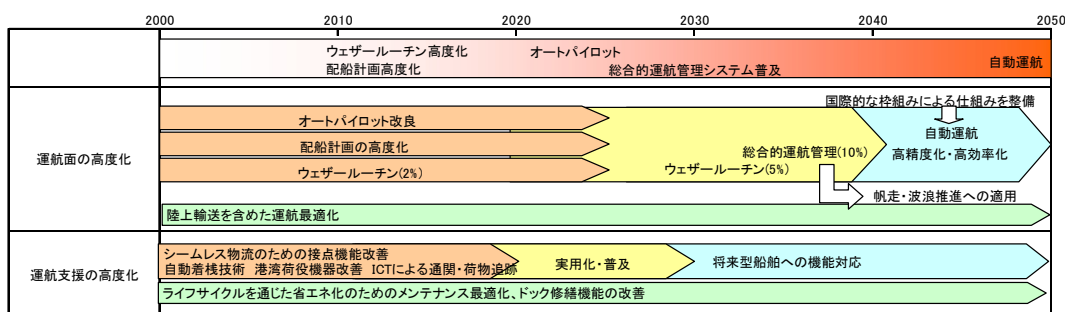 2000 2010 2020 2030 2040 2050
ウェザールーチン高度化 オートパイロット
配船計画高度化 総合的運航管理システム普及 自動運航
国際的な枠組みによる仕組みを整備
オートパイロット改良
自動運航
運航面の高度化 配船計画の高度化 高精度化・高効率化
総合的運航管理(10%)
ウェザールーチン(2%) ウェザールーチン(5%)
帆走・波浪推進への適用
陸上輸送を含めた運航最適化
運航支援の高度化
シームレス物流のための接点機能改善
自動着桟技術 港湾荷役機器改善 ICTによる通関・荷物追跡
実用化・普及 将来型船舶への機能対応
ライフサイクルを通じた省エネ化のためのメンテナンス最適化、ドック修繕機能の改善